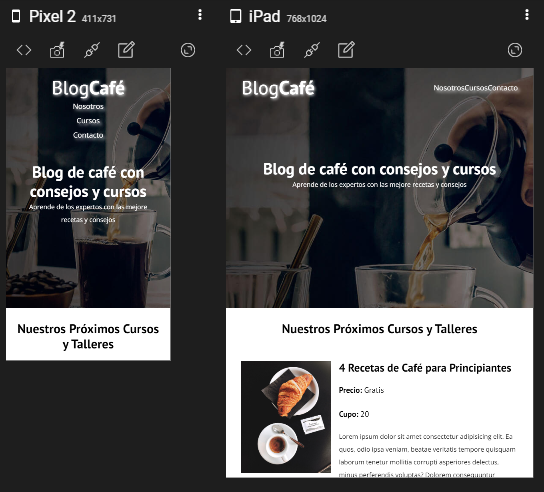 Pixel 2 411x731
BlogCafé
Nosotros
Cursos
Contacto
Blog de café con
consejos y cursos
Aprende de los expertos con las mejore
recetas y consejos
Nuestros Próximos Cursos
y Talleres
iPad 768x1024
BlogCafé
NosotrosCursosContacto
Blog de café con consejos y cursos
Aprende de los expertos con las mejore recetas y consejos
Nuestros Próximos Cursos y Talleres
4 Recetas de Café para Principiantes
Precio: Gratis
Cupo: 20
Lorem ipsum dolor sit amet consectetur adipisicing elit. Ea
quos, odio ipsa veniam, beatae veritatis tempore quisquam
laborum tenetur mollitia corrupti asperiores delectus,
minus perferendis voluptas? Dolorem consequuntur